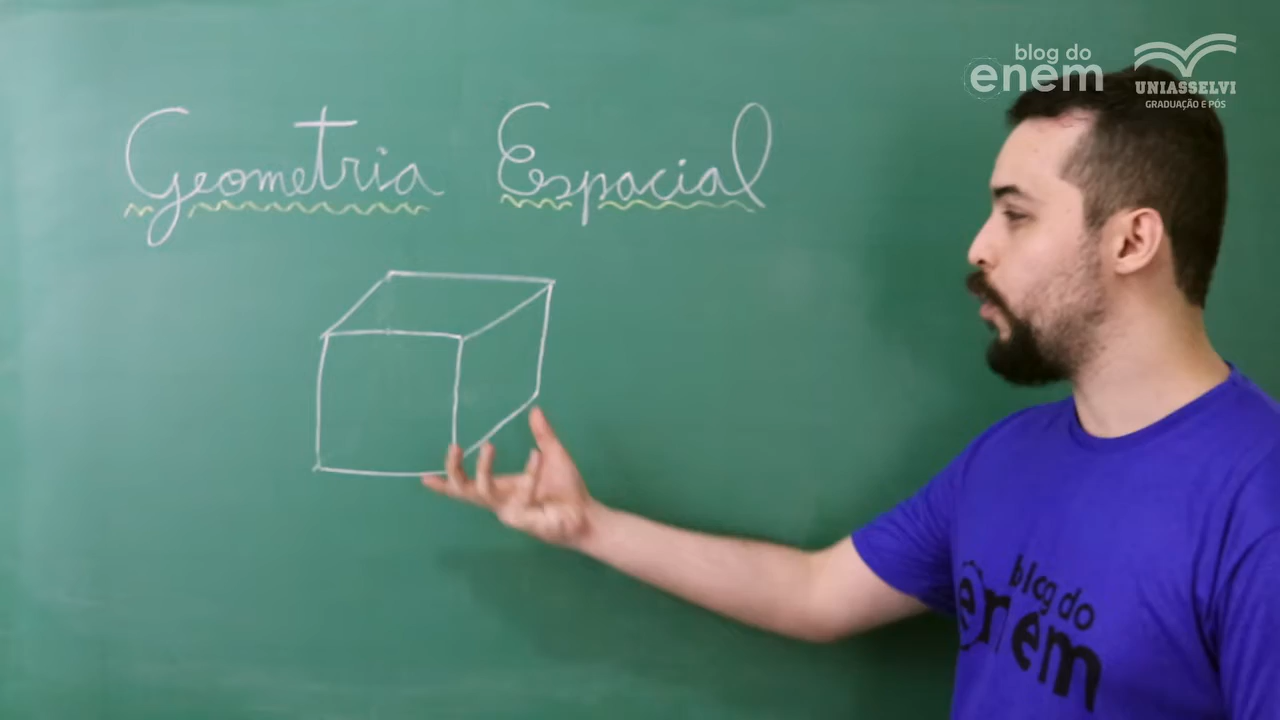 blog do
enem
UNIASSELVI
GRADUAÇÃO E PÓS
Geometria Espacial
blog do
enem